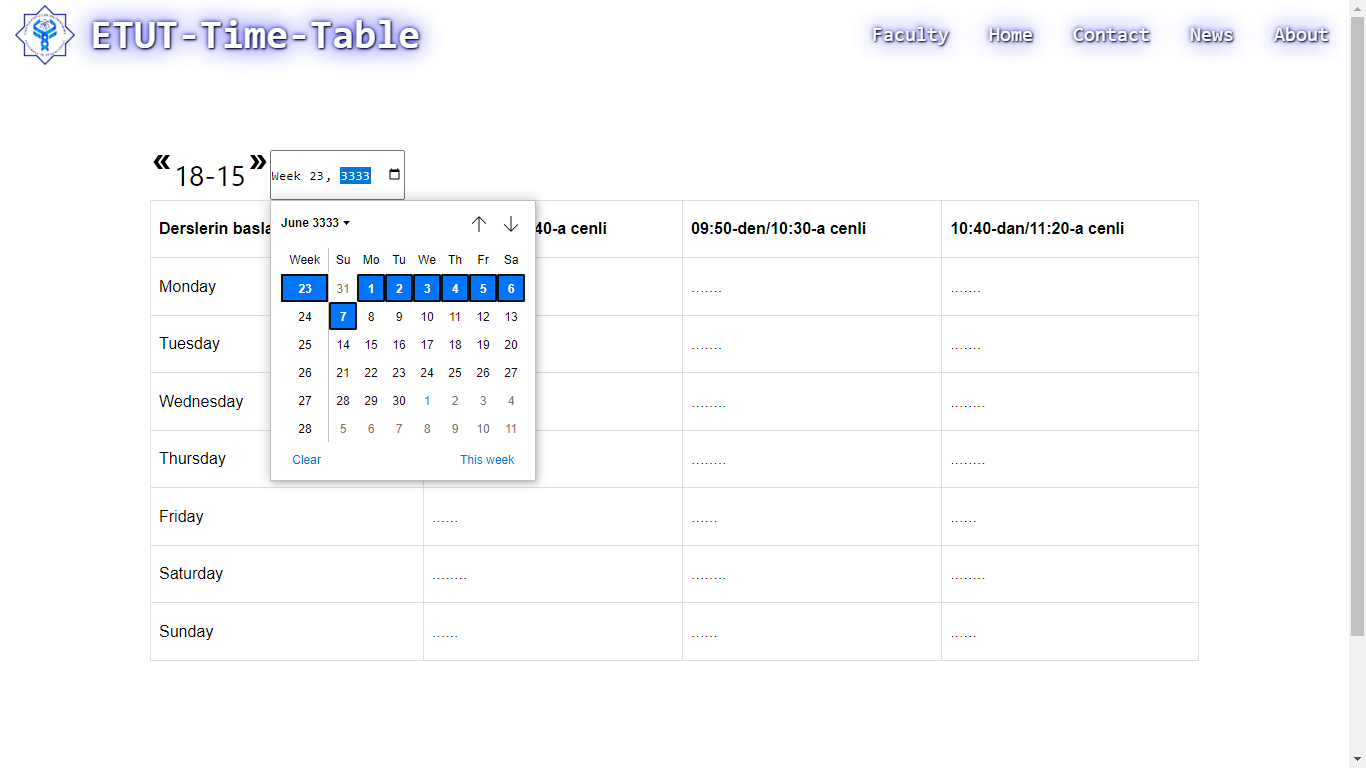 ETUT-Time-Table
Faculty Home Contact News About
« 18-15 » Week 23, 3333
Derslerin basla 40-a cenli 09:50-den/10:30-a cenli 10:40-dan/11:20-a cenli
June 3333
Week Su Mo Tu We Th Fr Sa
23 31 1 2 3 4 5 6
24 7 8 9 10 11 12 13
25 14 15 16 17 18 19 20
26 21 22 23 24 25 26 27
27 28 29 30 1 2 3 4
28 5 6 7 8 9 10 11
Clear This week
Monday ....... .......
Tuesday ....... .......
Wednesday ........ ........
Thursday ........ ........
Friday ...... ...... ......
Saturday ........ ........ ........
Sunday ...... ...... ......